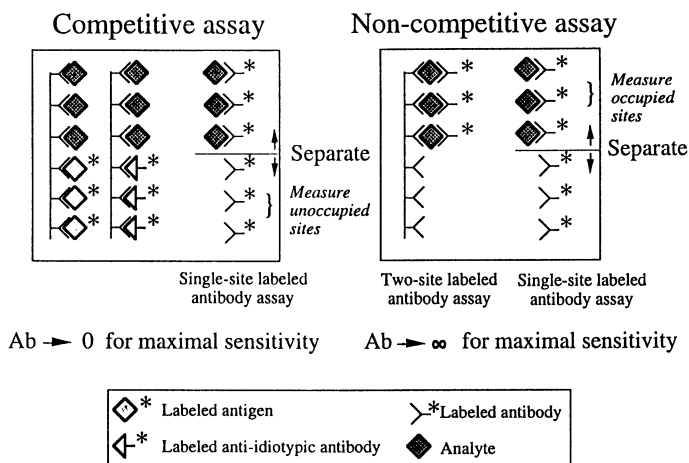 Competitive assay
Non-competitive assay
Separate
Measure
unoccupied
sites
Single-site labeled
antibody assay
Measure
occupied
sites
Separate
Two-site labeled
antibody assay
Single-site labeled
antibody assay
Ab → 0 for maximal sensitivity
Ab → ∞ for maximal sensitivity
* Labeled antigen
* Labeled antibody
* Labeled anti-idiotypic antibody
Analyte